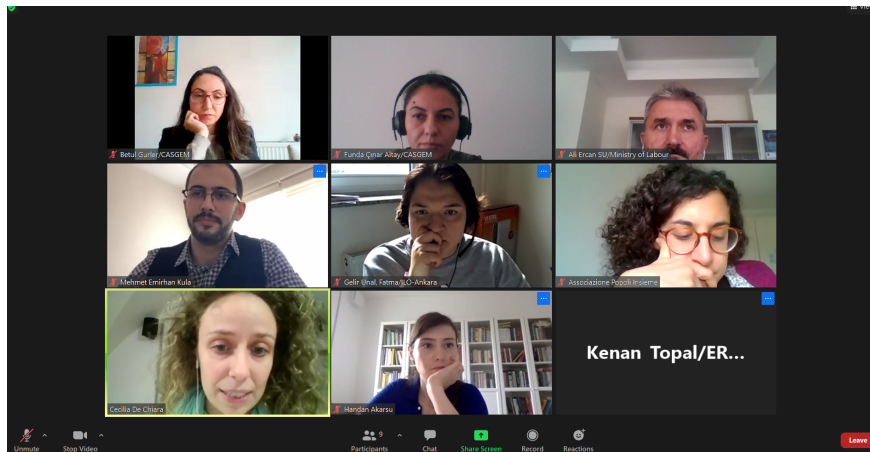 View
Betul Gurler/CASGEM
Funda Çınar Altay/CASGEM
Ali Ercan SU/Ministry of Labour
Mehmet Emirhan Kula
Gelir Unal, Fatma/ILO-Ankara
Associazione Popoli Insieme
Cecilia De Chiara
Handan Akarsu
Kenan Topal/ER...
9
Unmute
Stop Video
Participants
Chat
Share Screen
Record
Reactions
Leave